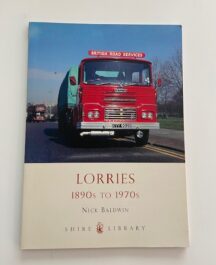 BRITISH ROAD SERVICES
LORRIES
1890s TO 1970s
NICK BALDWIN
SHIRE LIBRARY